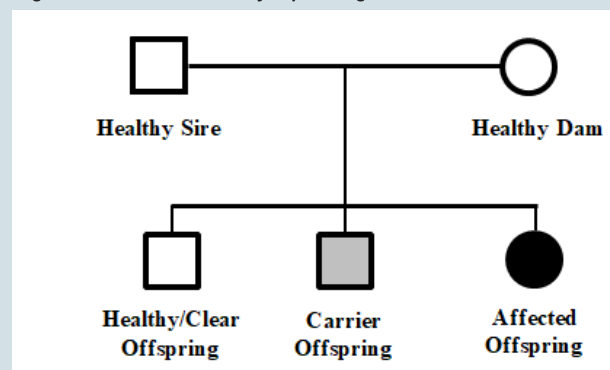 Healthy Sire
Healthy Dam
Healthy/Clear
Offspring
Carrier
Offspring
Affected
Offspring